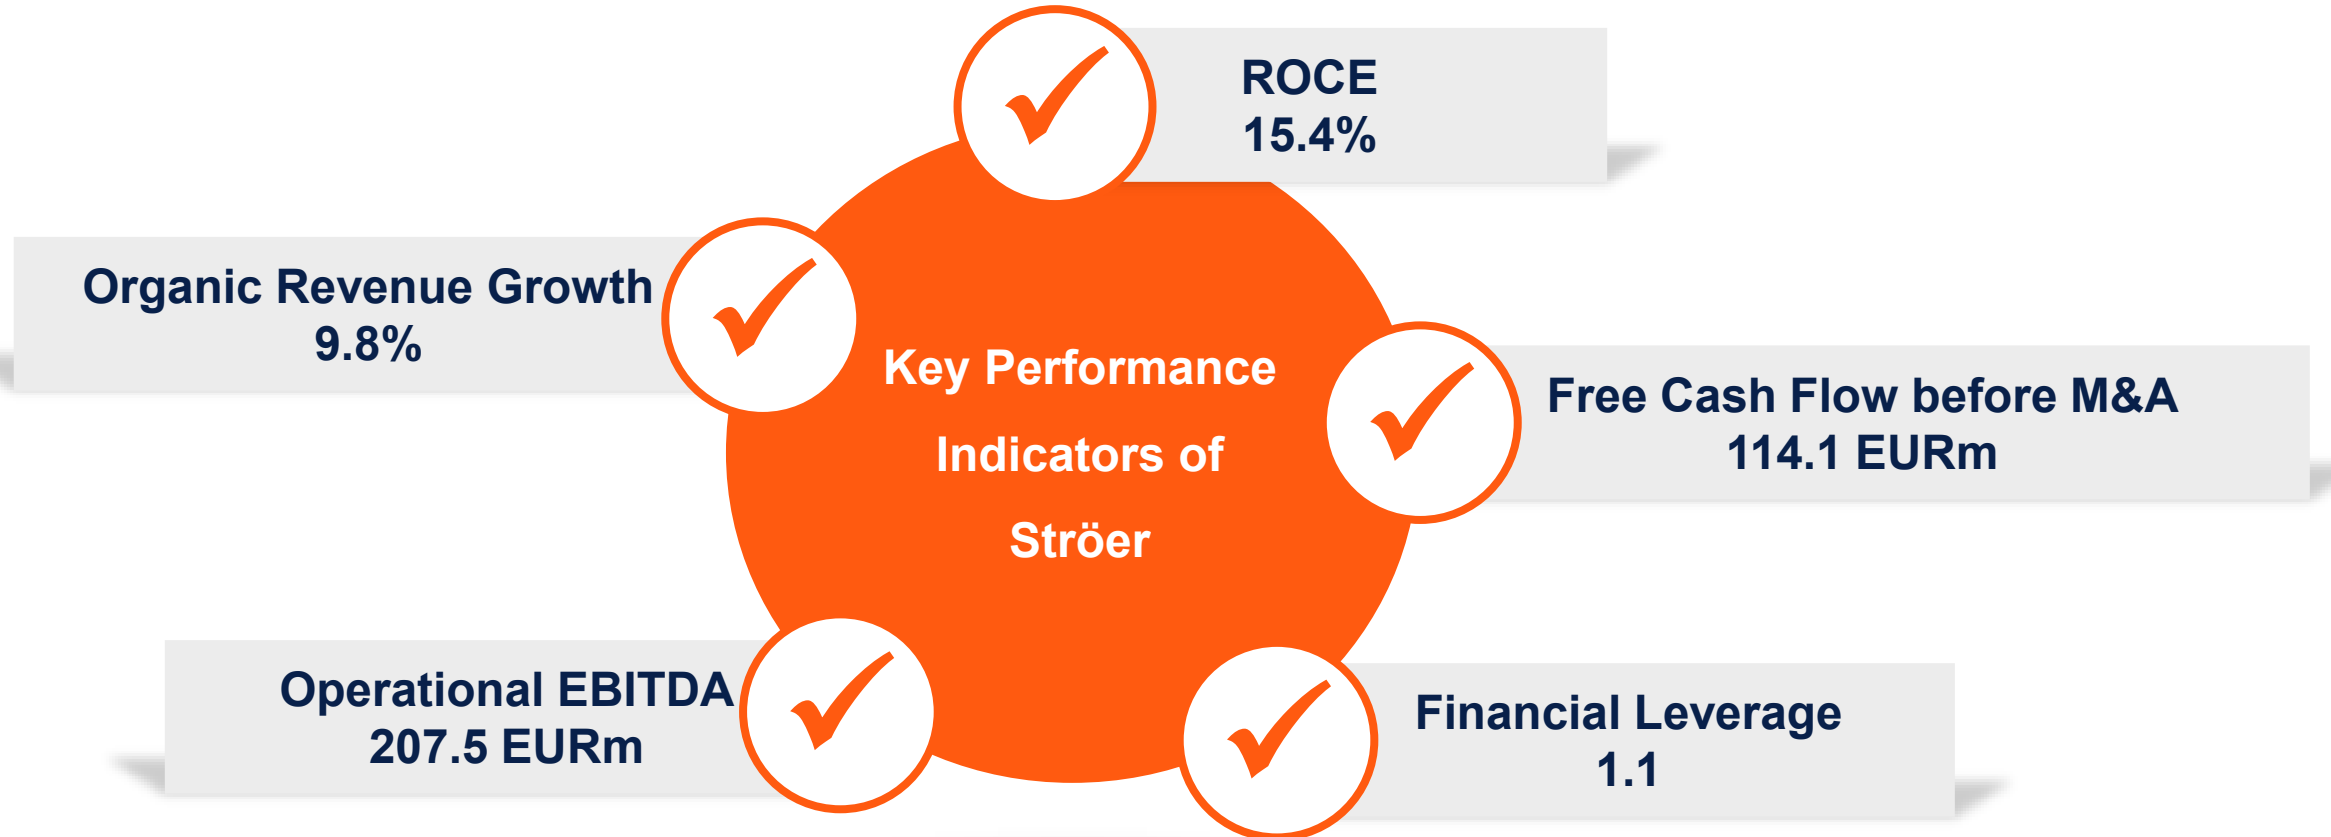 ROCE
15.4%
Organic Revenue Growth
9.8%
Key Performance
Indicators of
Ströer
Free Cash Flow before M&A
114.1 EURm
Operational EBITDA
207.5 EURm
Financial Leverage
1.1